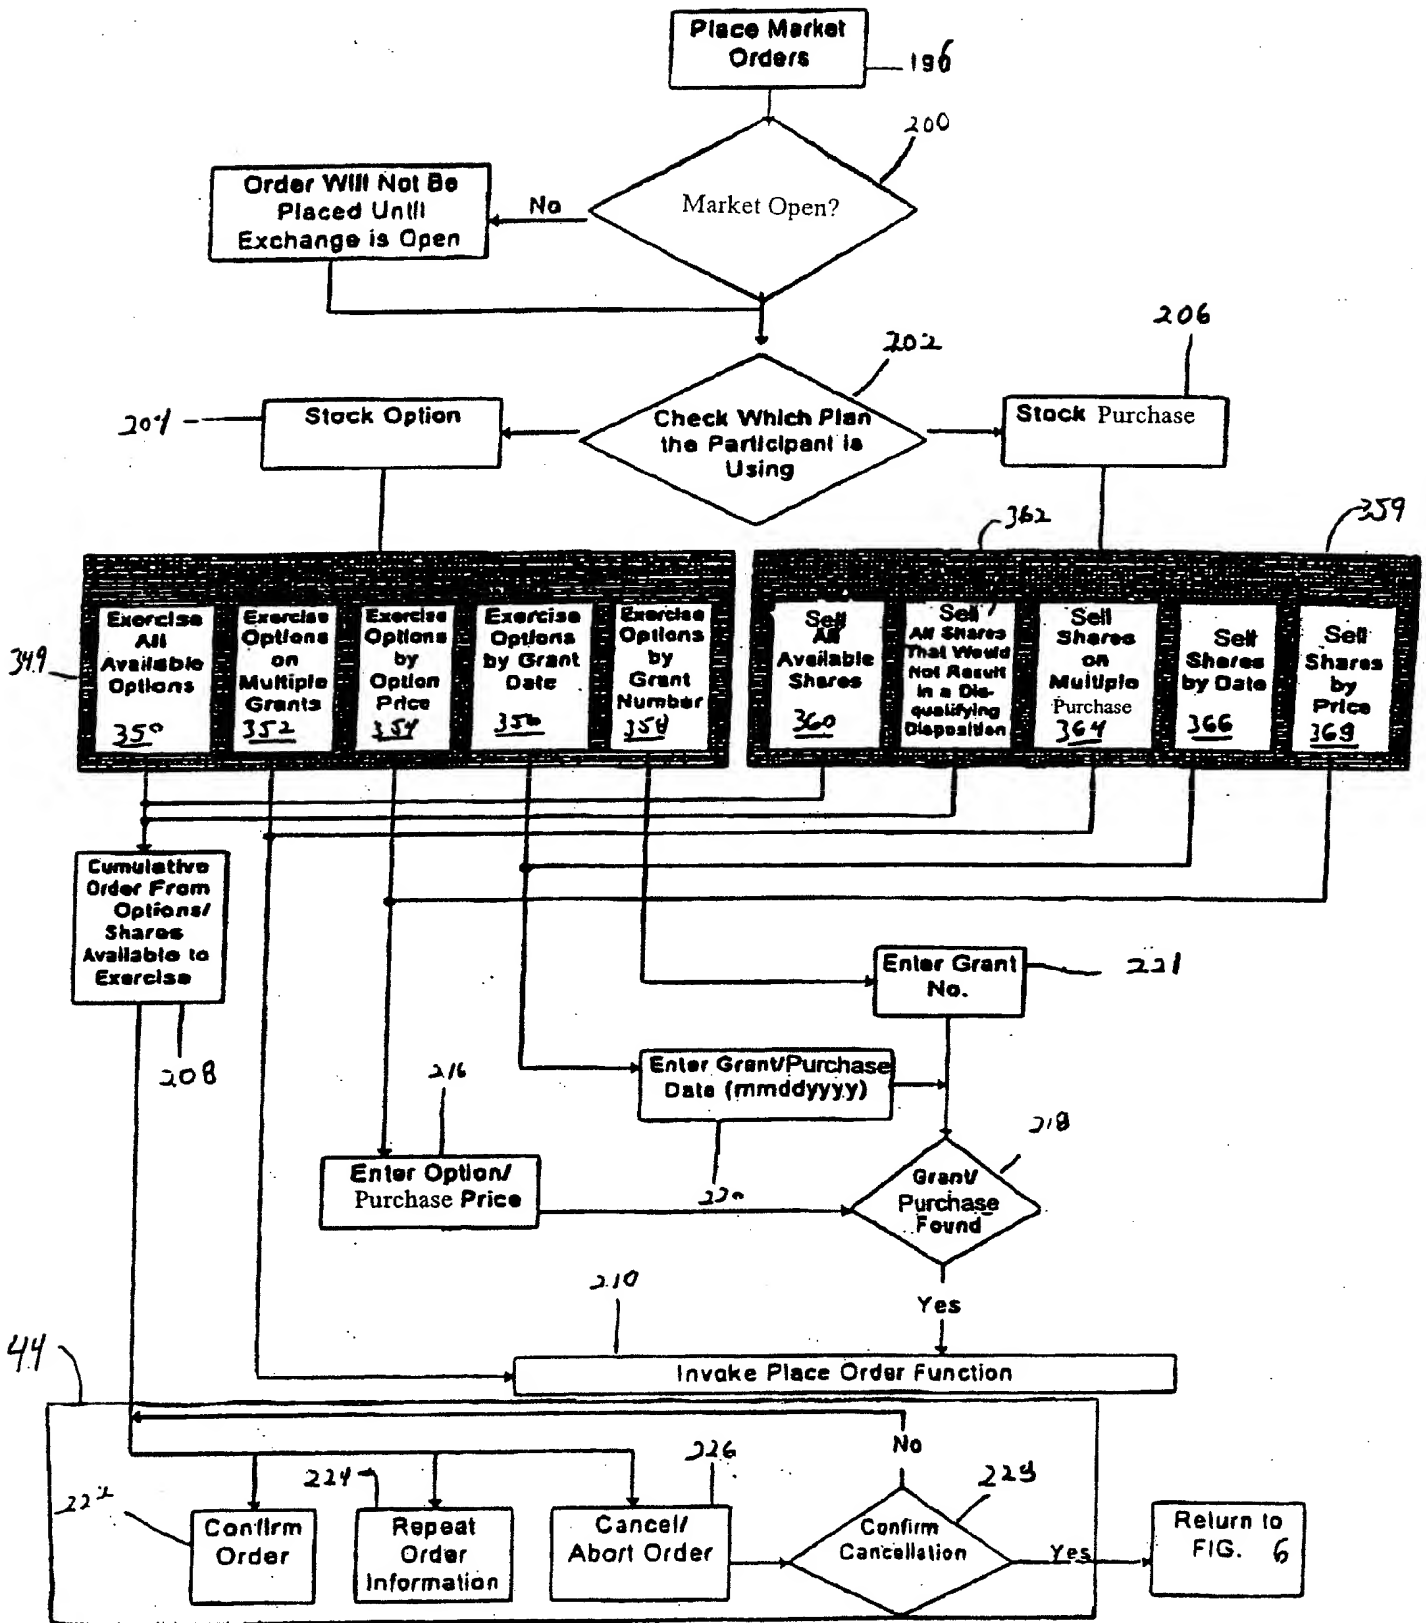 Place Market
Orders
196
200
Order Will Not Be
Placed Until
Exchange is Open
No
Market Open?
206
202
204
Stock Option
Check Which Plan
the Participant is
Using
Stock Purchase
362
359
349
Exercise
All
Available
Options
350
Exercise
Options
on
Multiple
Grants
352
Exercise
Options
by
Option
Price
354
Exercise
Options
by Grant
Date
356
Exercise
Options
by
Grant
Number
358
Sell
All
Available
Shares
360
Sell
All Shares
That Would
Not Result
in a Dis-
qualifying
Disposition
Sell
Shares
on
Multiple
Purchase
364
Sell
Shares
by Date
366
Sell
Shares
by
Price
368
Cumulative
Order From
Options/
Shares
Available to
Exercise
208
Enter Grant
No.
221
Enter Grant/Purchase
Date (mmddyyyy)
216
218
Enter Option/
Purchase Price
220
Grant/
Purchase
Found
210
Yes
44
Invoke Place Order Function
No
226
224
228
222
Confirm
Order
Repeat
Order
Information
Cancel/
Abort Order
Confirm
Cancellation
Yes
Return to
FIG. 6